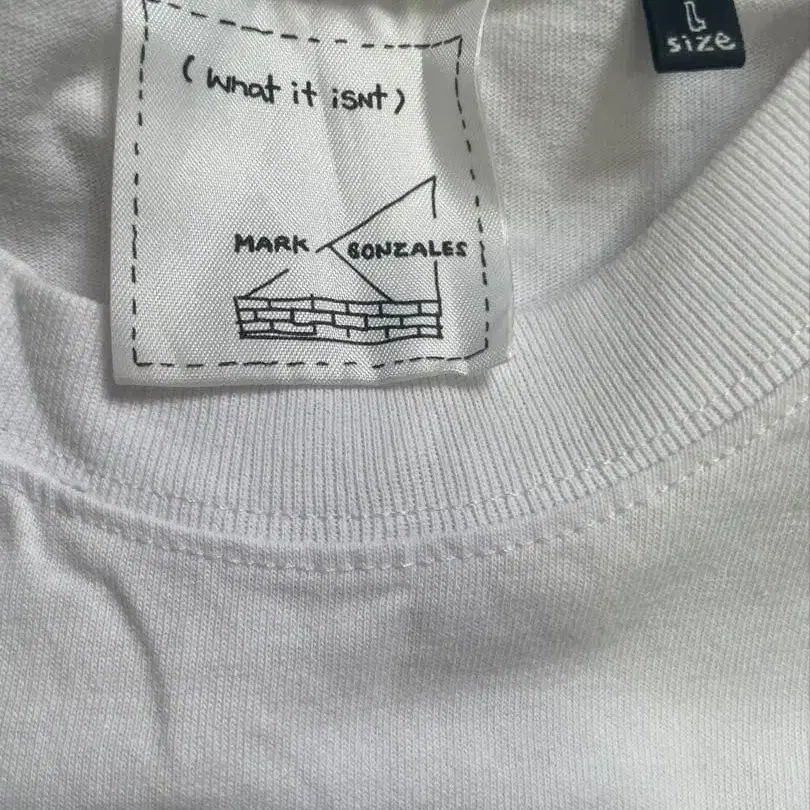 (what it isNt)
MARK GONZALES
L
size